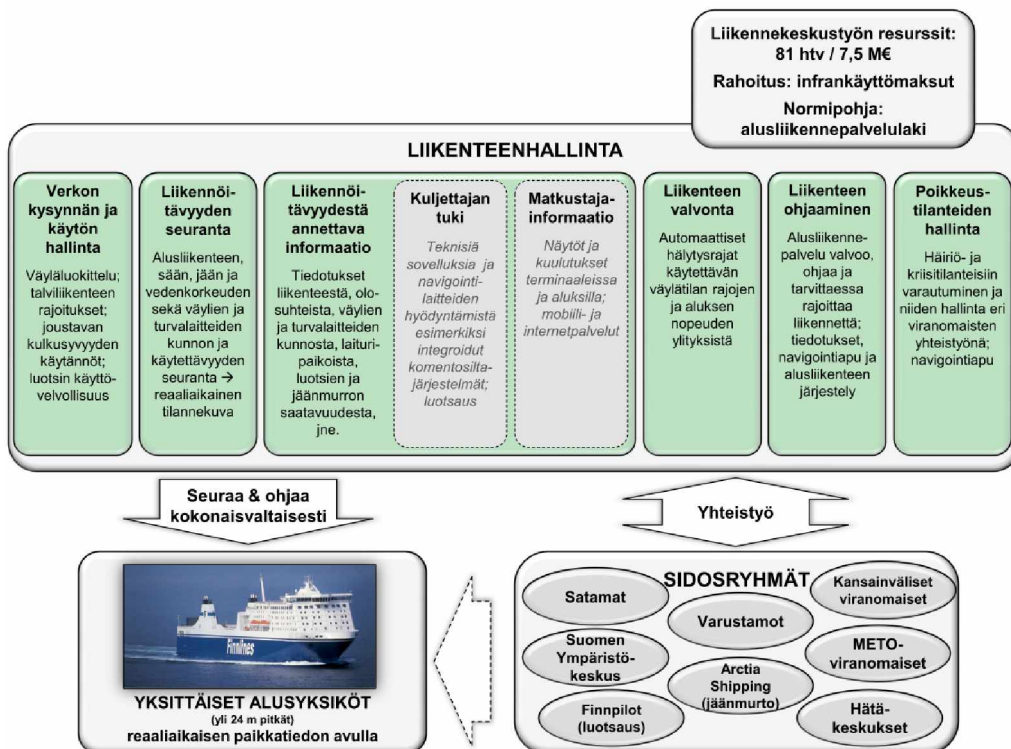 Liikennekeskustyön resurssit:
81 htv / 7,5 M€
Rahoitus: infrankäyttömaksut
Normipohja:
alusliikennepalvelulaki
LIIKENTEENHALLINTA
Verkon
kysynnän ja
käytön
hallinta
Väyläluokittelu;
talviliikenteen
rajoitukset;
joustavan
kulkusyvyyden
käytännöt;
luotsin käyttö-
velvollisuus
Liikennöi-
tävyyden
seuranta
Alusliikenteen,
sään, jään ja
vedenkorkeuden
sekä väylien ja
turvalaitteiden
kunnon ja
käytettävyyden
seuranta →
reaaliaikainen
tilannekuva
Liikennöi-
tävyydestä
annettava
informaatio
Tiedotukset
liikenteestä, olo-
suhteista, väylien
ja turvalaitteiden
kunnosta, laituri-
paikoista,
luotsien ja
jäänmurron
saatavuudesta,
jne.
Kuljettajan
tuki
Teknisiä
sovelluksia ja
navigointi-
laitteiden
hyödyntämistä
esimerkiksi
integroidut
komentosilta-
järjestelmät;
luotsaus
Matkustaja-
informaatio
Näytöt ja
kuulutukset
terminaaleissa
ja aluksilla;
mobiili- ja
internetpalvelut
Liikenteen
valvonta
Automaattiset
hälytysrajat
käytettävän
väylätilan rajojen
ja aluksen
nopeuden
ylityksistä
Liikenteen
ohjaaminen
Alusliikenne-
palvelu valvoo,
ohjaa ja
tarvittaessa
rajoittaa
liikennettä;
tiedotukset,
navigointiapu ja
alusliikenteen
järjestely
Poikkeus-
tilanteiden
hallinta
Häiriö- ja
kriisitilanteisiin
varautuminen ja
niiden hallinta eri
viranomaisten
yhteistyönä;
navigointiapu
Seuraa & ohjaa
kokonaisvaltaisesti
Yhteistyö
Finnlines
YKSITTÄISET ALUSYKSIKÖT
(yli 24 m pitkät)
reaaliaikaisen paikkatiedon avulla
SIDOSRYHMÄT
Satamat
Varustamot
Kansainväliset
viranomaiset
Suomen
Ympäristö-
keskus
Arctia
Shipping
(jäänmurto)
METO-
viranomaiset
Finnpilot
(luotsaus)
Hätä-
keskukset